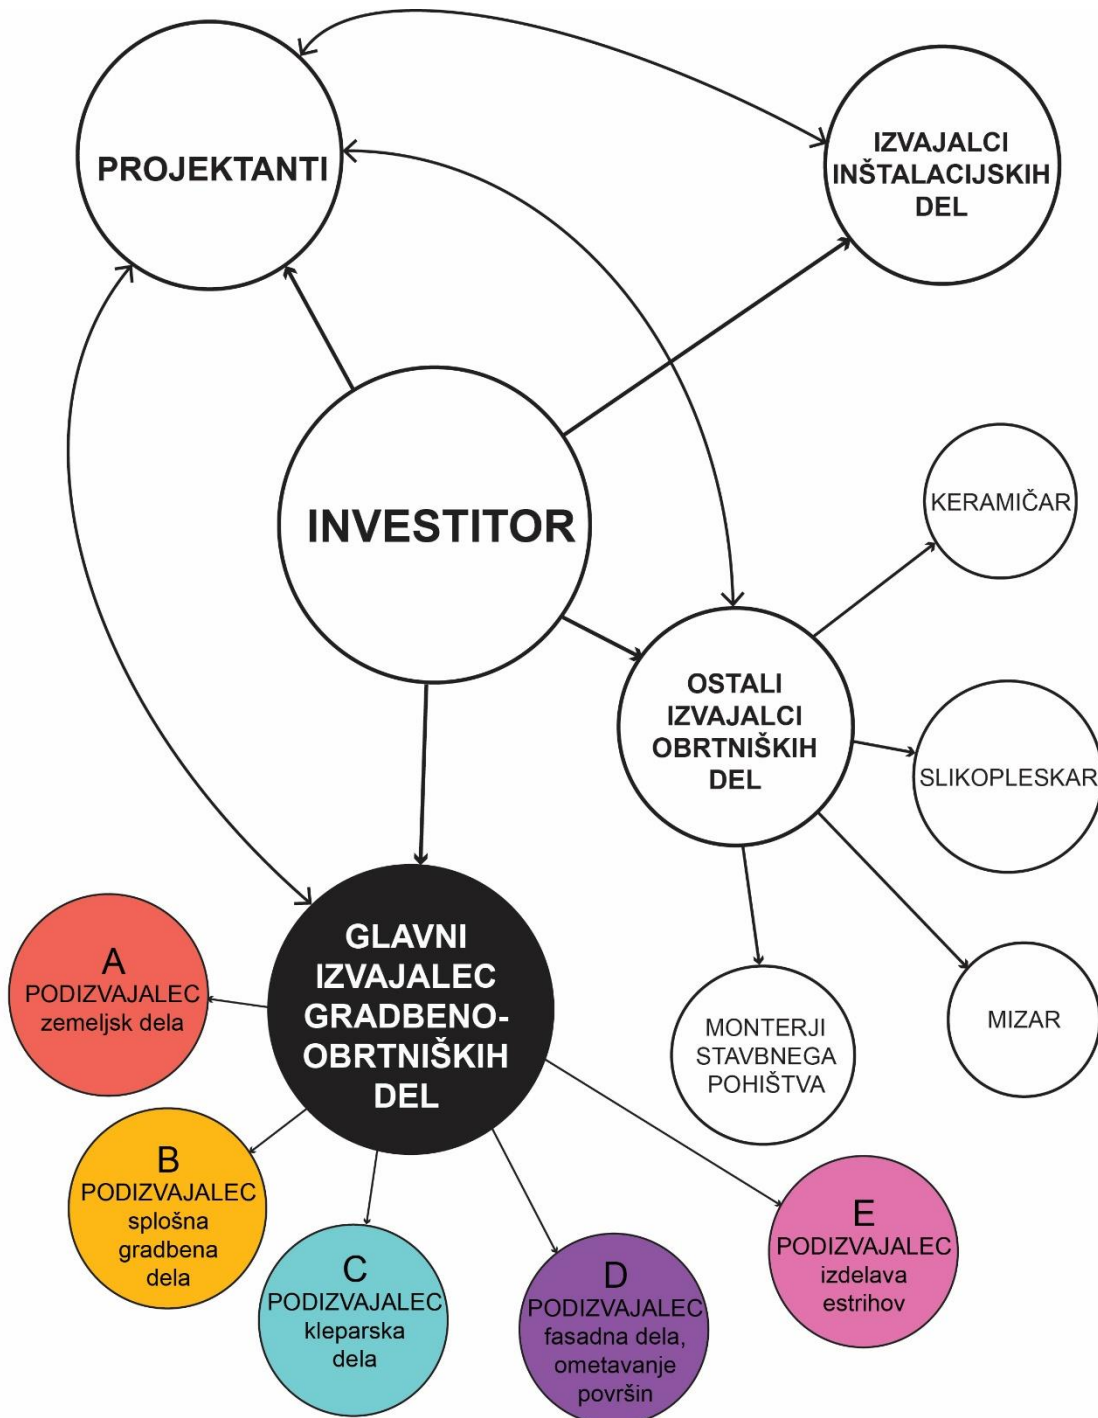 PROJEKTANTI
IZVAJALCI
INŠTALACIJSKIH
DEL
INVESTITOR
KERAMIČAR
OSTALI
IZVAJALCI
OBRTNIŠKIH
DEL
SLIKOPLESKAR
MIZAR
MONTERJI
STAVBNEGA
POHIŠTVA
GLAVNI
IZVAJALEC
GRADBENO-
OBRTNIŠKIH
DEL
A
PODIZVAJALEC
zemeljsk dela
B
PODIZVAJALEC
splošna
gradbena
dela
C
PODIZVAJALEC
kleparska
dela
D
PODIZVAJALEC
fasadna dela,
ometavanje
površin
E
PODIZVAJALEC
izdelava
estrihov